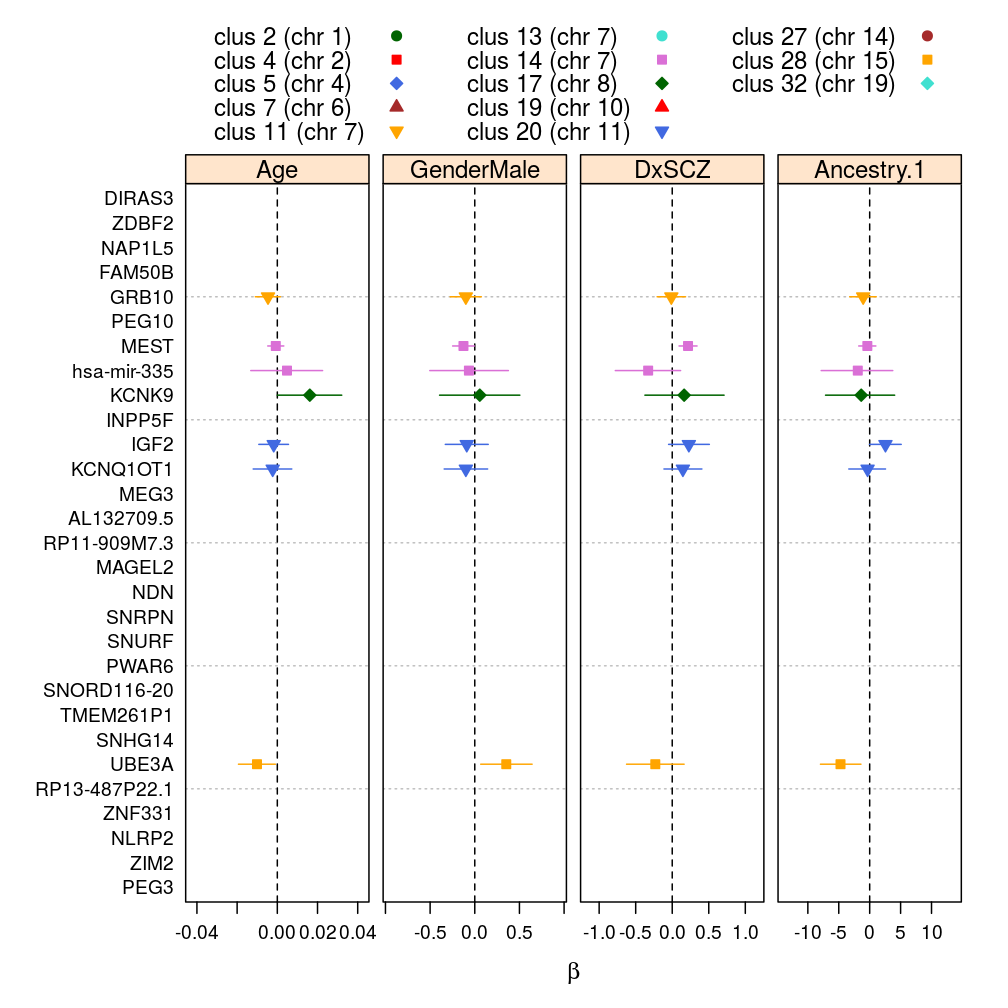 clus 2 (chr 1) clus 13 (chr 7) clus 27 (chr 14)
clus 4 (chr 2) clus 14 (chr 7) clus 28 (chr 15)
clus 5 (chr 4) clus 17 (chr 8) clus 32 (chr 19)
clus 7 (chr 6) clus 19 (chr 10)
clus 11 (chr 7) clus 20 (chr 11)
Age GenderMale DxSCZ Ancestry.1
DIRAS3
ZDBF2
NAP1L5
FAM50B
GRB10
PEG10
MEST
hsa-mir-335
KCNK9
INPP5F
IGF2
KCNQ1OT1
MEG3
AL132709.5
RP11-909M7.3
MAGEL2
NDN
SNRPN
SNURF
PWAR6
SNORD116-20
TMEM261P1
SNHG14
UBE3A
RP13-487P22.1
ZNF331
NLRP2
ZIM2
PEG3
-0.04 0.00 0.02 0.04 -0.5 0.0 0.5 -1.0 -0.5 0.0 0.5 1.0 -10 -5 0 5 10
β